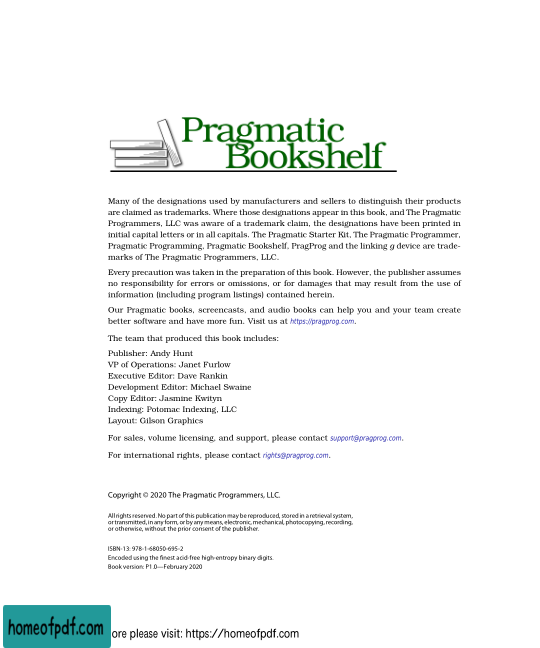 Pragmatic
Bookshelf
Many of the designations used by manufacturers and sellers to distinguish their products
are claimed as trademarks. Where those designations appear in this book, and The Pragmatic
Programmers, LLC was aware of a trademark claim, the designations have been printed in
initial capital letters or in all capitals. The Pragmatic Starter Kit, The Pragmatic Programmer,
Pragmatic Programming, Pragmatic Bookshelf, PragProg and the linking g device are trade-
marks of The Pragmatic Programmers, LLC.
Every precaution was taken in the preparation of this book. However, the publisher assumes
no responsibility for errors or omissions, or for damages that may result from the use of
information (including program listings) contained herein.
Our Pragmatic books, screencasts, and audio books can help you and your team create
better software and have more fun. Visit us at https://pragprog.com.
The team that produced this book includes:
Publisher: Andy Hunt
VP of Operations: Janet Furlow
Executive Editor: Dave Rankin
Development Editor: Michael Swaine
Copy Editor: Jasmine Kwityn
Indexing: Potomac Indexing, LLC
Layout: Gilson Graphics
For sales, volume licensing, and support, please contact support@pragprog.com.
For international rights, please contact rights@pragprog.com.
Copyright © 2020 The Pragmatic Programmers, LLC.
All rights reserved. No part of this publication may be reproduced, stored in a retrieval system,
or transmitted, in any form, or by any means, electronic, mechanical, photocopying, recording,
or otherwise, without the prior consent of the publisher.
ISBN-13: 978-1-68050-695-2
Encoded using the finest acid-free high-entropy binary digits.
Book version: P1.0—February 2020
homeofpdf.com
ore please visit: https://homeofpdf.com